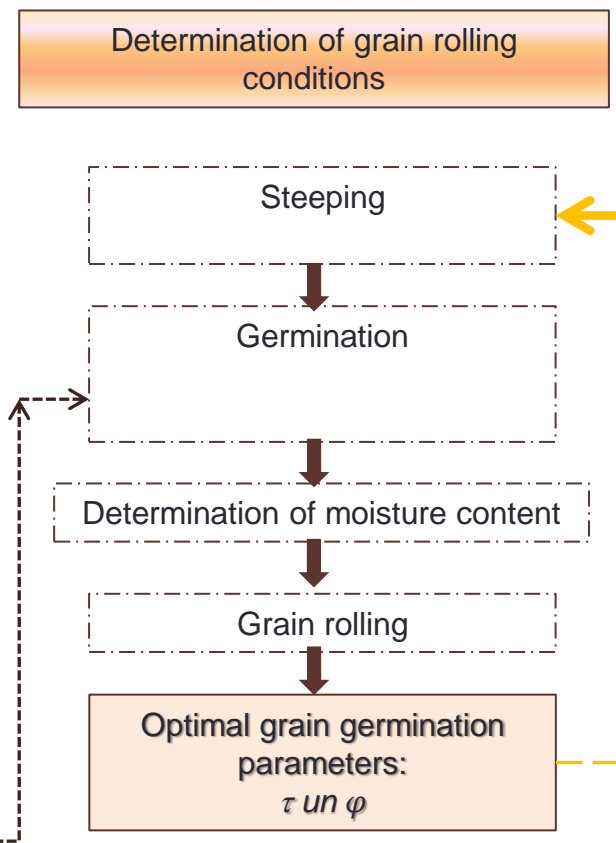 Determination of grain rolling
conditions
Steeping
Germination
Determination of moisture content
Grain rolling
Optimal grain germination
parameters:
τ un φ